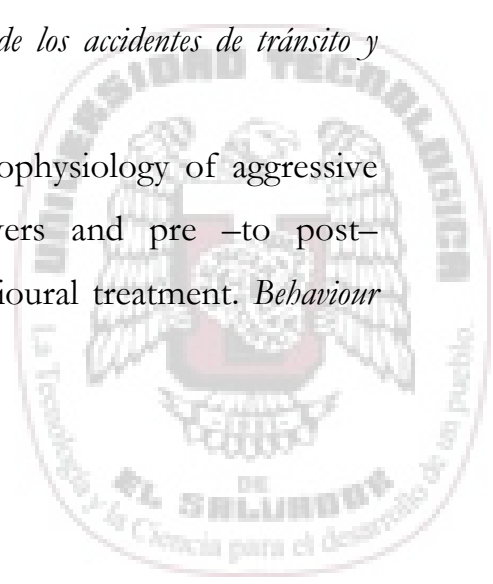 de los accidentes de tránsito y
ophysiology of aggressive
vers and pre –to post–
ioural treatment. Behaviour
UNIVERSIDAD TECNOLOGICA
DE
EL SALVADOR
La Tecnología y la Ciencia para el desarrollo de un pueblo.